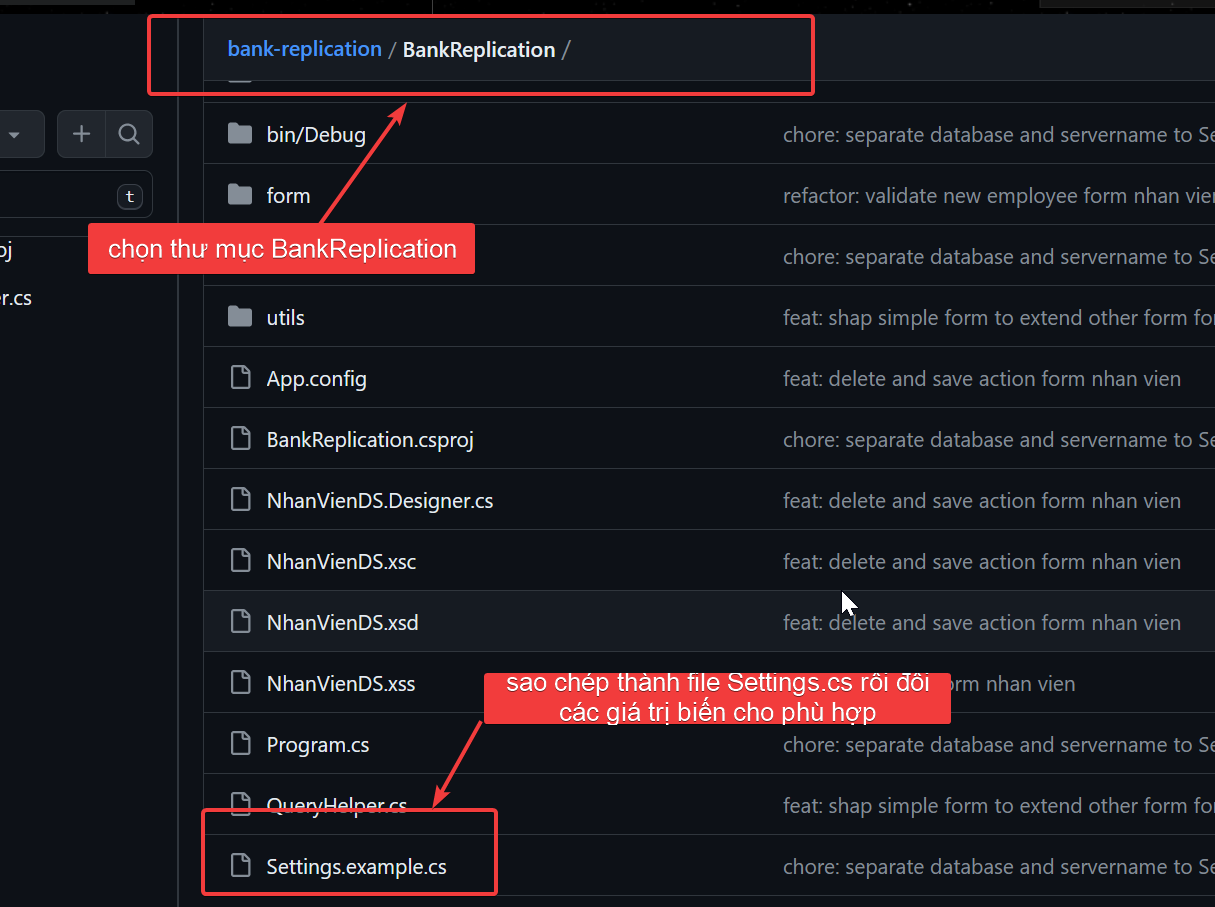 bank-replication / BankReplication /
bin/Debug chore: separate database and servername to Se
t
form refactor: validate new employee form nhan vien
chọn thư mục BankReplication
chore: separate database and servername to Se
oj
r.cs
utils feat: shap simple form to extend other form for
App.config feat: delete and save action form nhan vien
BankReplication.csproj chore: separate database and servername to Se
NhanVienDS.Designer.cs feat: delete and save action form nhan vien
NhanVienDS.xsc feat: delete and save action form nhan vien
NhanVienDS.xsd feat: delete and save action form nhan vien
sao chép thành file Settings.cs rồi đổi
các giá trị biến cho phù hợp
NhanVienDS.xss orm nhan vien
Program.cs chore: separate database and servername to Se
QueryHelper.cs feat: shap simple form to extend other form for
Settings.example.cs chore: separate database and servername to Se